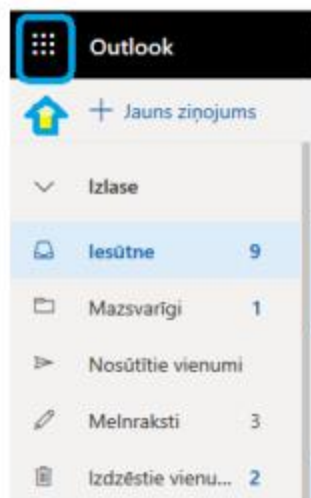 Outlook
Jauns ziņojums
Izlase
Iesūtne 9
Mazsvarīgi 1
Nosūtītie vienumi
Melnraksti 3
Izdzēstie vienu... 2